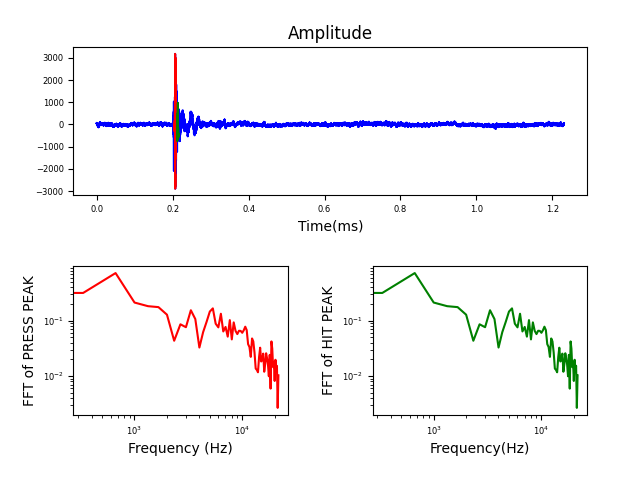 Amplitude
3000
2000
1000
0
−1000
−2000
−3000
0.0 0.2 0.4 0.6 0.8 1.0 1.2
Time(ms)
FFT of PRESS PEAK
10⁻¹
10⁻²
10³ 10⁴
Frequency (Hz)
FFT of HIT PEAK
10⁻¹
10⁻²
10³ 10⁴
Frequency(Hz)